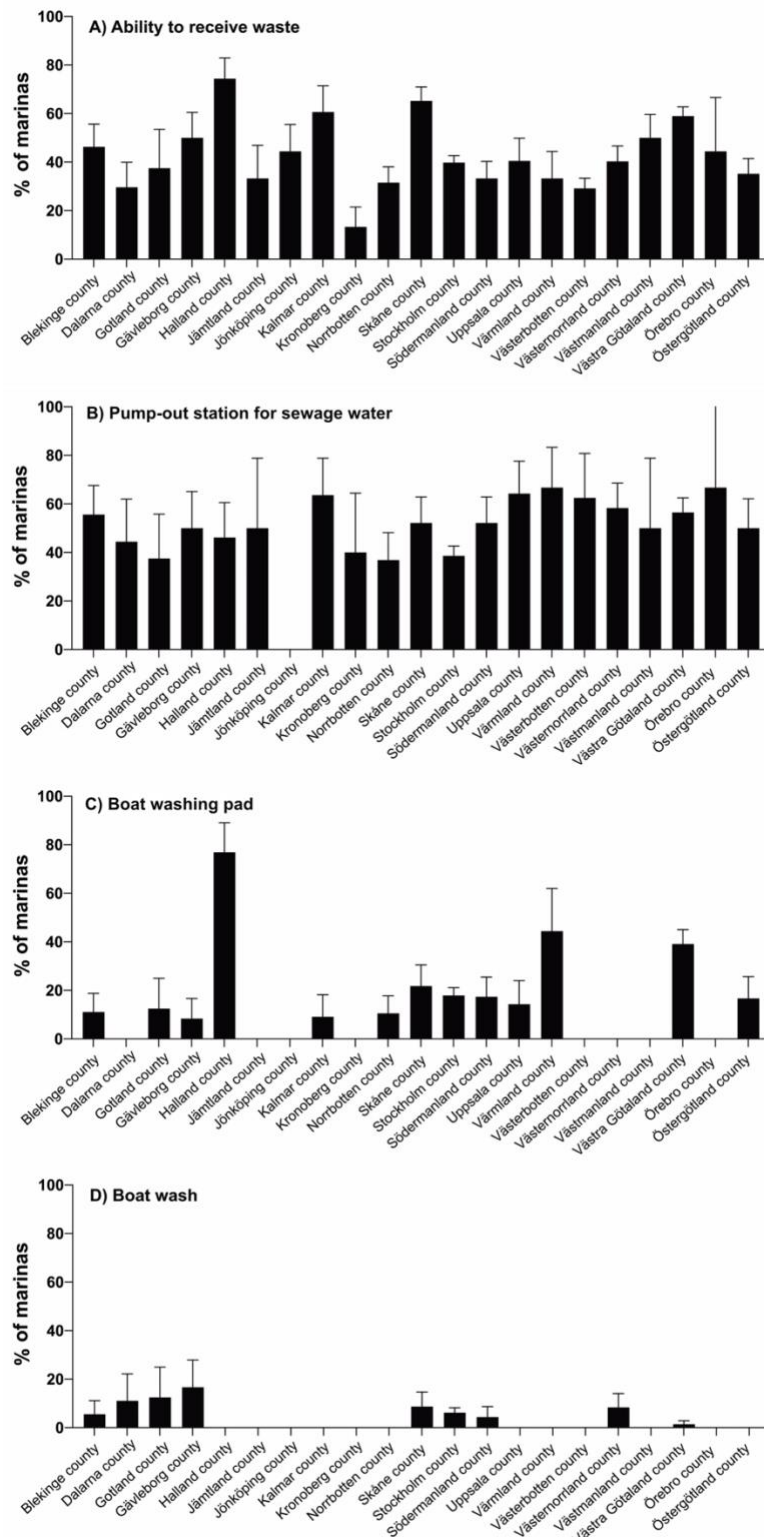 A) Ability to receive waste
% of marinas
100
80
60
40
20
0
Blekinge county
Dalarna county
Gotland county
Gävleborg county
Halland county
Jämtland county
Jönköping county
Kalmar county
Kronoberg county
Norrbotten county
Skåne county
Stockholm county
Södermanland county
Uppsala county
Värmland county
Västerbotten county
Västernorrland county
Västmanland county
Västra Götaland county
Örebro county
Östergötland county
B) Pump-out station for sewage water
% of marinas
100
80
60
40
20
0
Blekinge county
Dalarna county
Gotland county
Gävleborg county
Halland county
Jämtland county
Jönköping county
Kalmar county
Kronoberg county
Norrbotten county
Skåne county
Stockholm county
Södermanland county
Uppsala county
Värmland county
Västerbotten county
Västernorrland county
Västmanland county
Västra Götaland county
Örebro county
Östergötland county
C) Boat washing pad
% of marinas
100
80
60
40
20
0
Blekinge county
Dalarna county
Gotland county
Gävleborg county
Halland county
Jämtland county
Jönköping county
Kalmar county
Kronoberg county
Norrbotten county
Skåne county
Stockholm county
Södermanland county
Uppsala county
Värmland county
Västerbotten county
Västernorrland county
Västmanland county
Västra Götaland county
Örebro county
Östergötland county
D) Boat wash
% of marinas
100
80
60
40
20
0
Blekinge county
Dalarna county
Gotland county
Gävleborg county
Halland county
Jämtland county
Jönköping county
Kalmar county
Kronoberg county
Norrbotten county
Skåne county
Stockholm county
Södermanland county
Uppsala county
Värmland county
Västerbotten county
Västernorrland county
Västmanland county
Västra Götaland county
Örebro county
Östergötland county